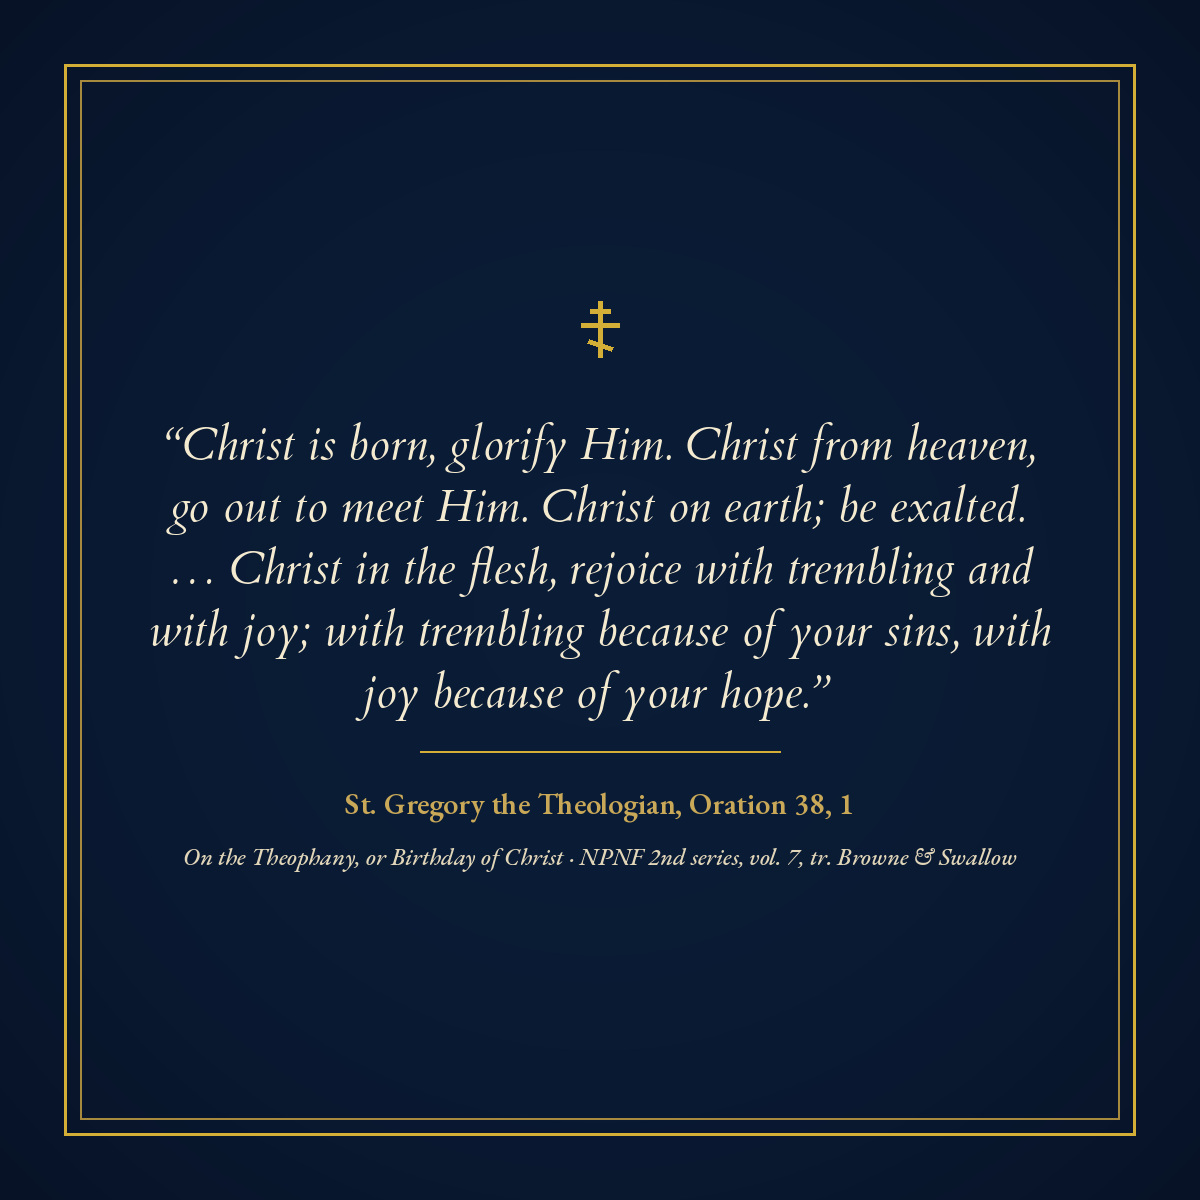 “Christ is born, glorify Him. Christ from heaven,
go out to meet Him. Christ on earth; be exalted.
… Christ in the flesh, rejoice with trembling and
with joy; with trembling because of your sins, with
joy because of your hope.”
St. Gregory the Theologian, Oration 38, 1
On the Theophany, or Birthday of Christ · NPNF 2nd series, vol. 7, tr. Browne & Swallow